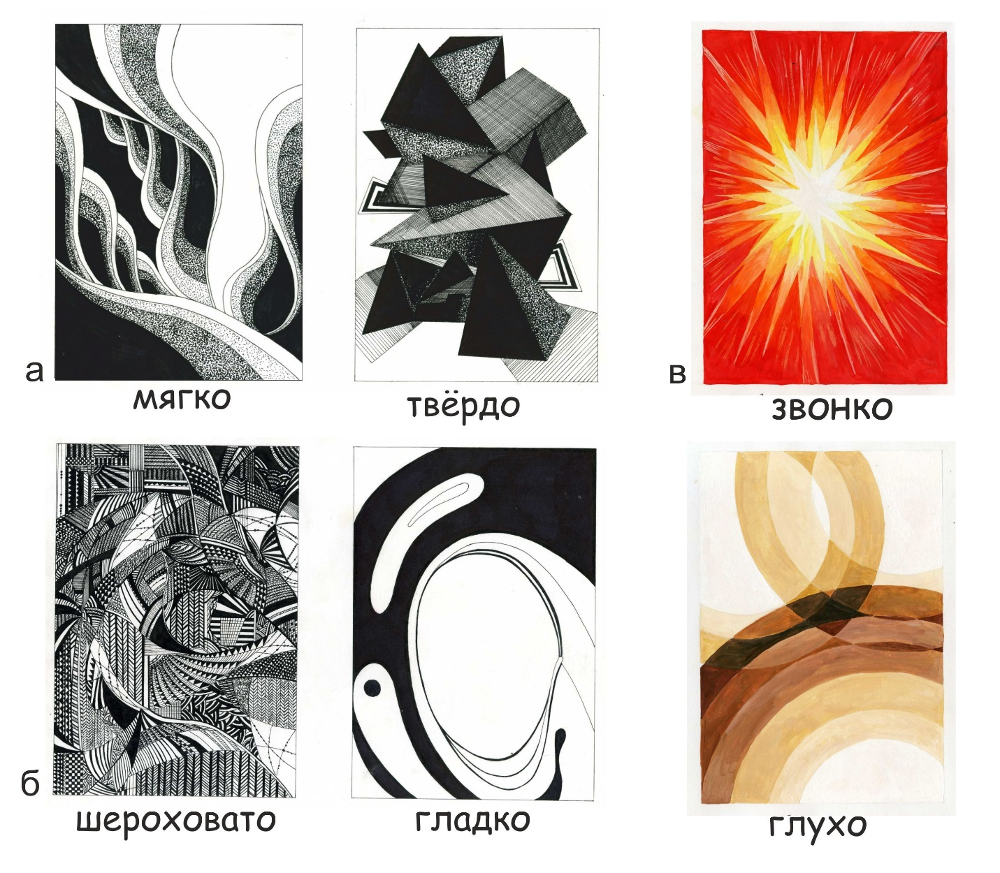 а
мягко
твёрдо
в
звонко
б
шероховато
гладко
глухо